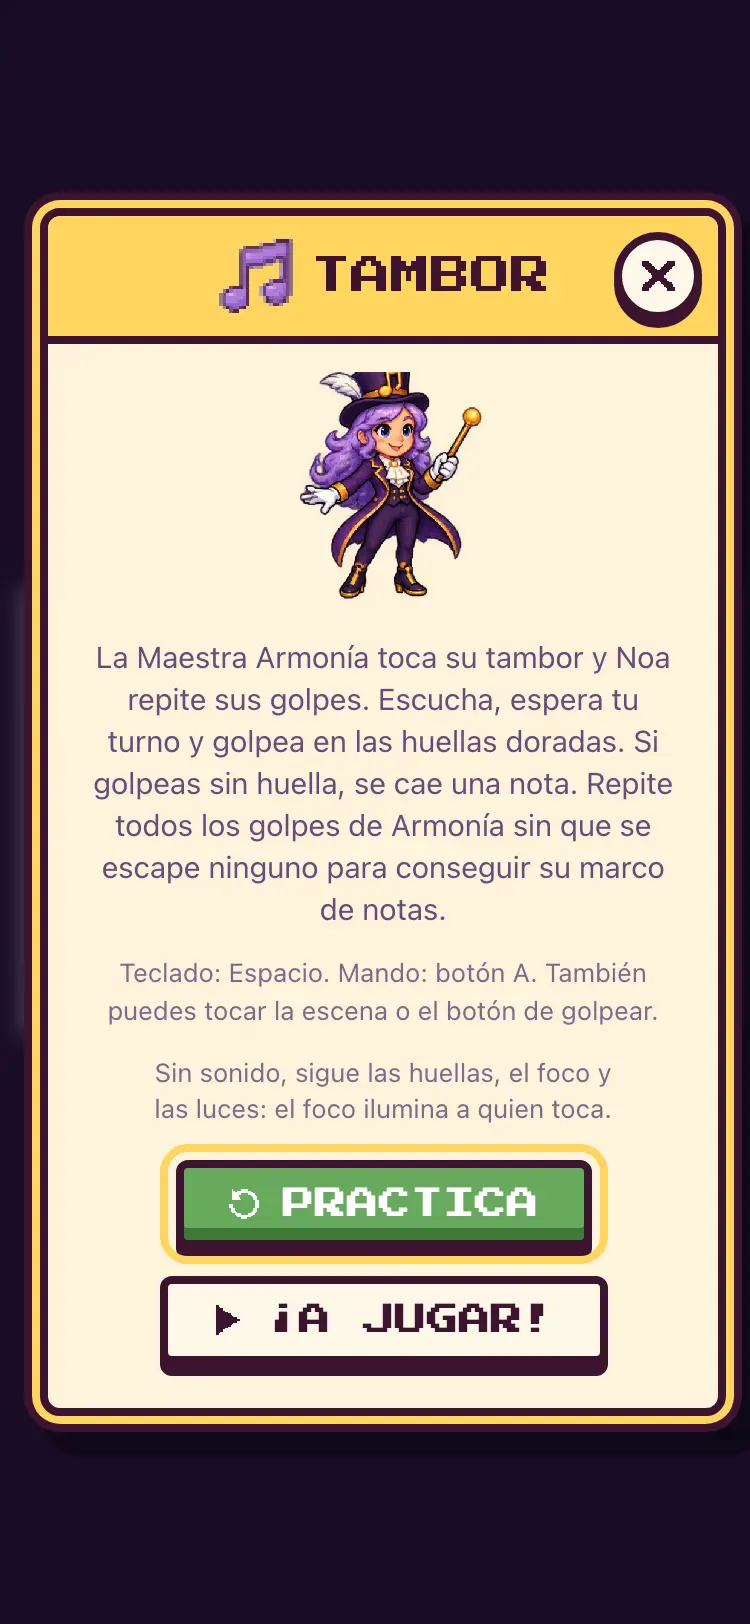 TAMBOR
La Maestra Armonía toca su tambor y Noa
repite sus golpes. Escucha, espera tu
turno y golpea en las huellas doradas. Si
golpeas sin huella, se cae una nota. Repite
todos los golpes de Armonía sin que se
escape ninguno para conseguir su marco
de notas.
Teclado: Espacio. Mando: botón A. También
puedes tocar la escena o el botón de golpear.
Sin sonido, sigue las huellas, el foco y
las luces: el foco ilumina a quien toca.
PRACTICA
¡A JUGAR!